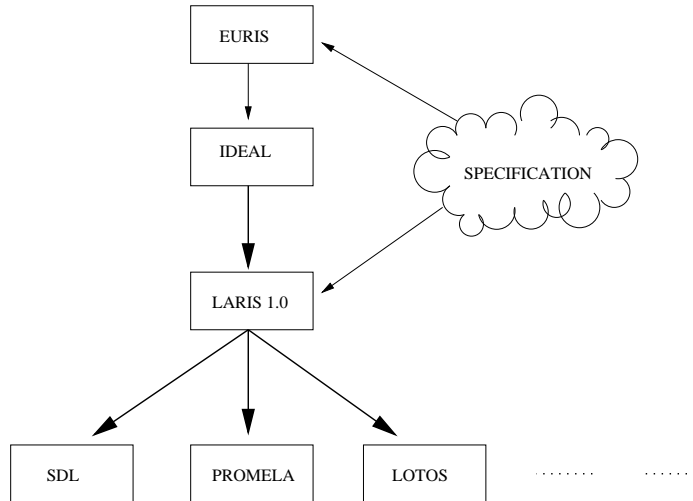 EURIS
IDEAL
SPECIFICATION
LARIS 1.0
SDL
PROMELA
LOTOS